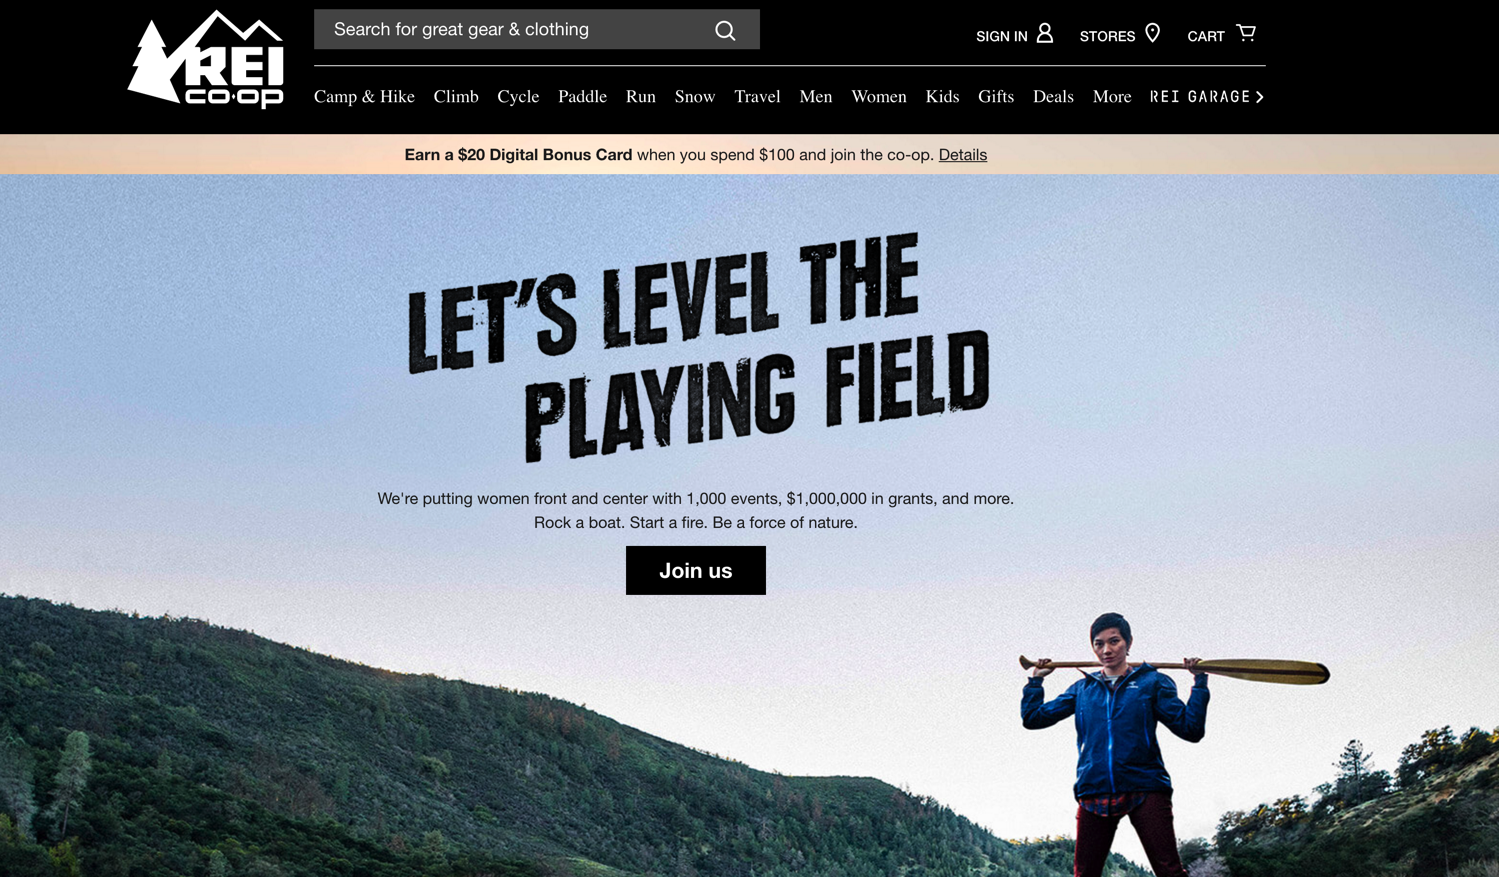 REI
CO·OP
Search for great gear & clothing
SIGN IN
STORES
CART
Camp & Hike
Climb
Cycle
Paddle
Run
Snow
Travel
Men
Women
Kids
Gifts
Deals
More
REI GARAGE
Earn a $20 Digital Bonus Card when you spend $100 and join the co-op. Details
LET'S LEVEL THE
PLAYING FIELD
We're putting women front and center with 1,000 events, $1,000,000 in grants, and more.
Rock a boat. Start a fire. Be a force of nature.
Join us